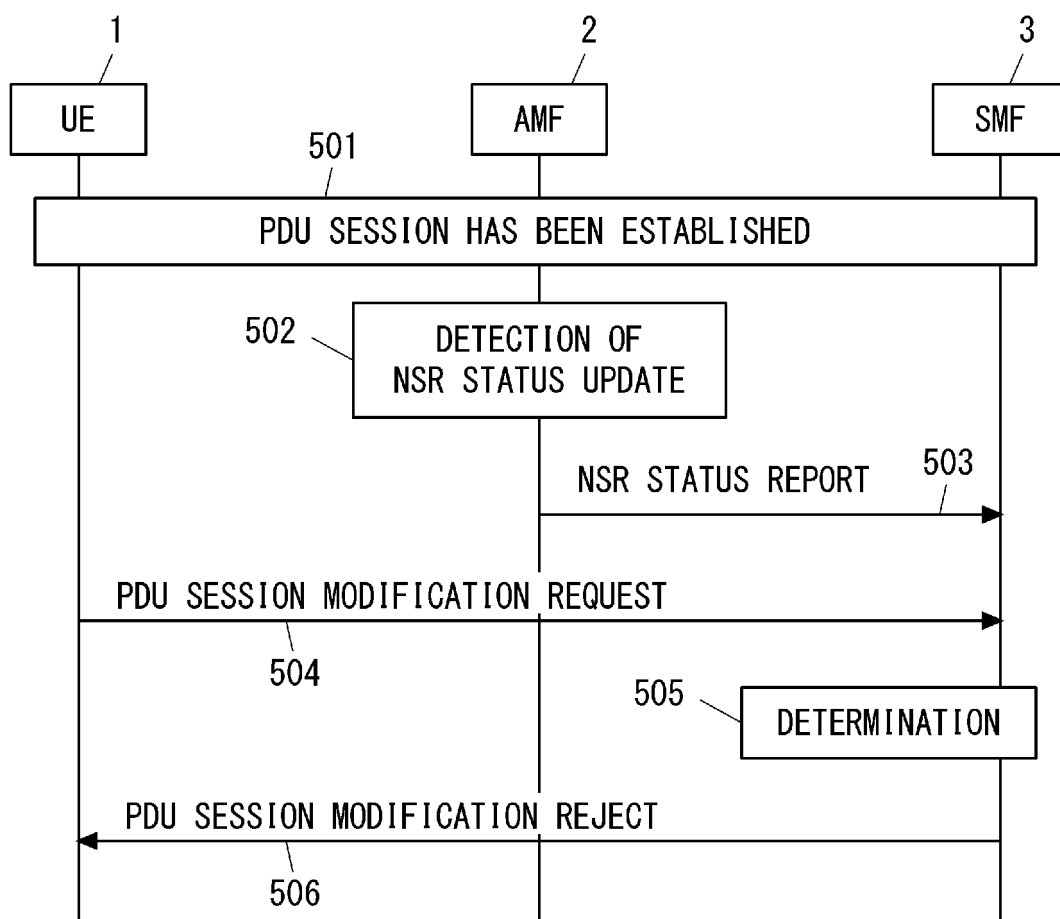 1
2
3
UE
AMF
SMF
501
PDU SESSION HAS BEEN ESTABLISHED
502
DETECTION OF
NSR STATUS UPDATE
NSR STATUS REPORT
503
PDU SESSION MODIFICATION REQUEST
504
505
DETERMINATION
PDU SESSION MODIFICATION REJECT
506